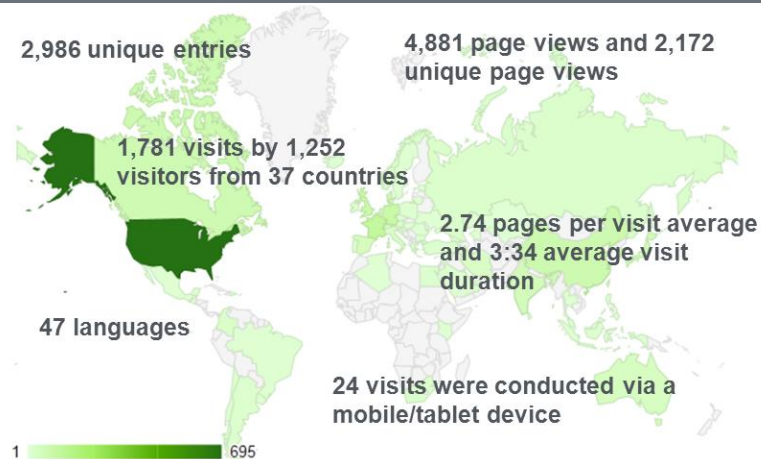 2,986 unique entries
4,881 page views and 2,172
unique page views
1,781 visits by 1,252
visitors from 37 countries
2.74 pages per visit average
and 3:34 average visit
duration
47 languages
24 visits were conducted via a
mobile/tablet device
1 695